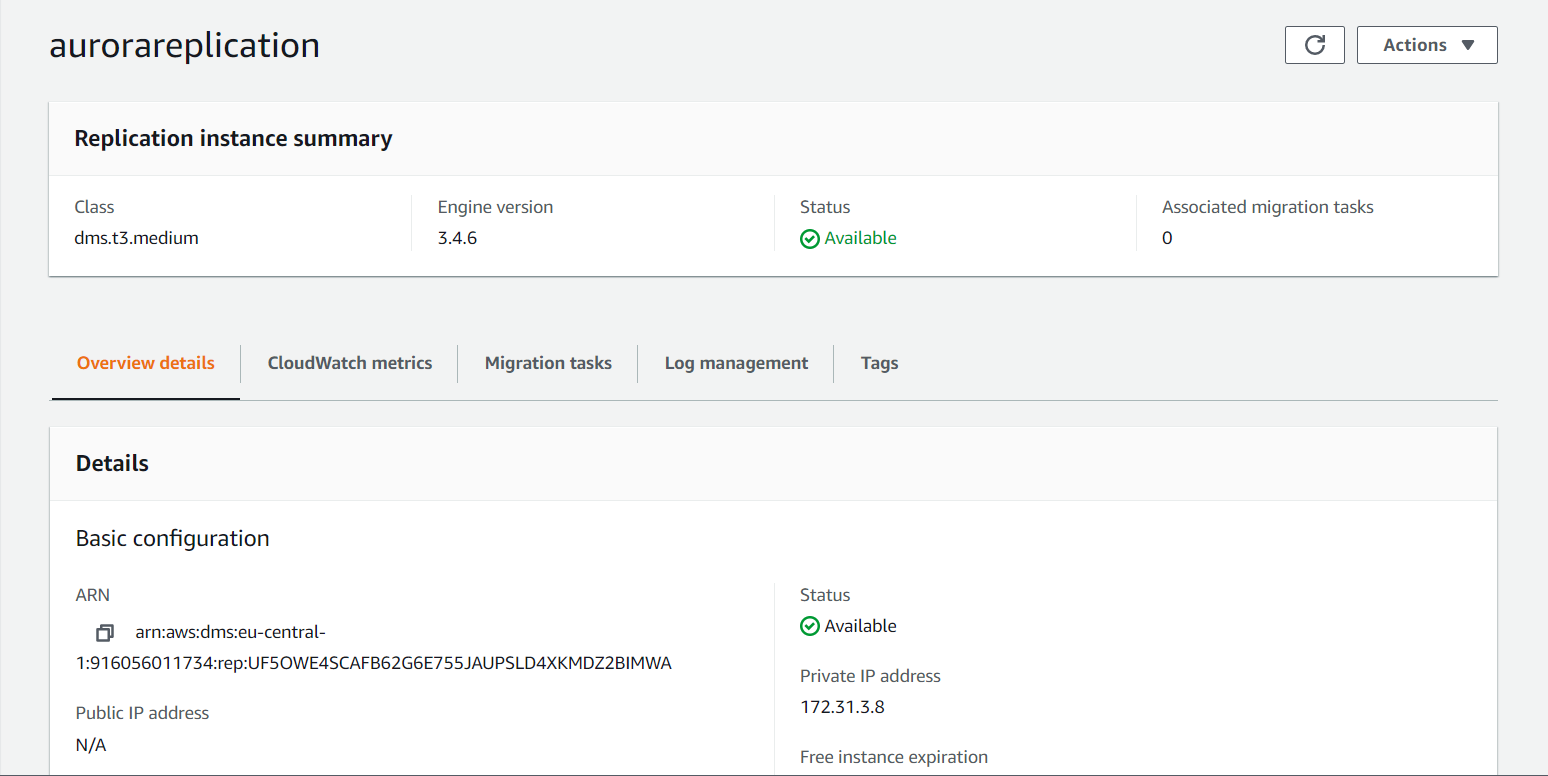 aurorareplication
Actions
Replication instance summary
Class
dms.t3.medium
Engine version
3.4.6
Status
Available
Associated migration tasks
0
Overview details
CloudWatch metrics
Migration tasks
Log management
Tags
Details
Basic configuration
ARN
arn:aws:dms:eu-central-
1:916056011734:rep:UF5OWE4SCAFB62G6E755JAUPSLD4XKMDZ2BIMWA
Public IP address
N/A
Status
Available
Private IP address
172.31.3.8
Free instance expiration